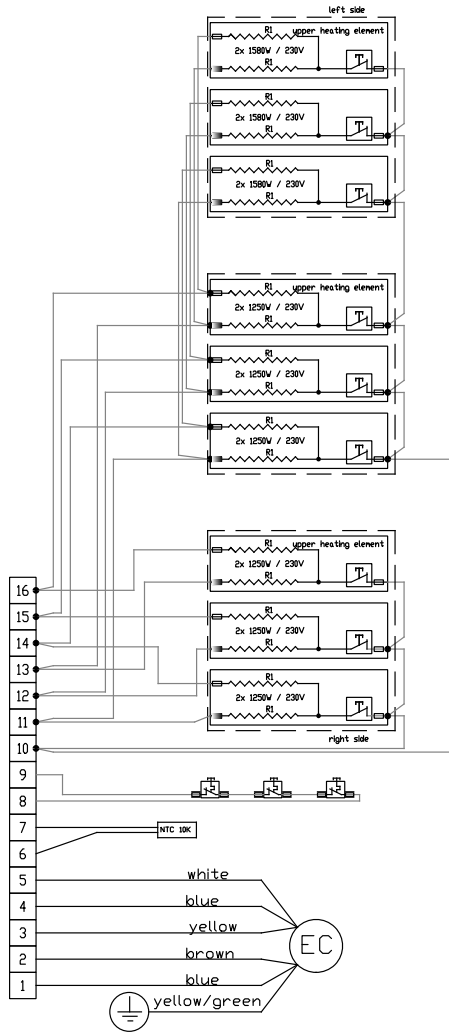 left side
R1
upper heating element
2x 1580W / 230V
R1
R1
2x 1580W / 230V
R1
R1
2x 1580W / 230V
R1
R1
upper heating element
2x 1250W / 230V
R1
R1
2x 1250W / 230V
R1
R1
2x 1250W / 230V
R1
R1
upper heating element
2x 1250W / 230V
R1
R1
2x 1250W / 230V
R1
R1
2x 1250W / 230V
R1
right side
16
15
14
13
12
11
10
9
8
7
NTC 10K
6
5 white
4 blue
3 yellow
EC
2 brown
1 blue
yellow/green